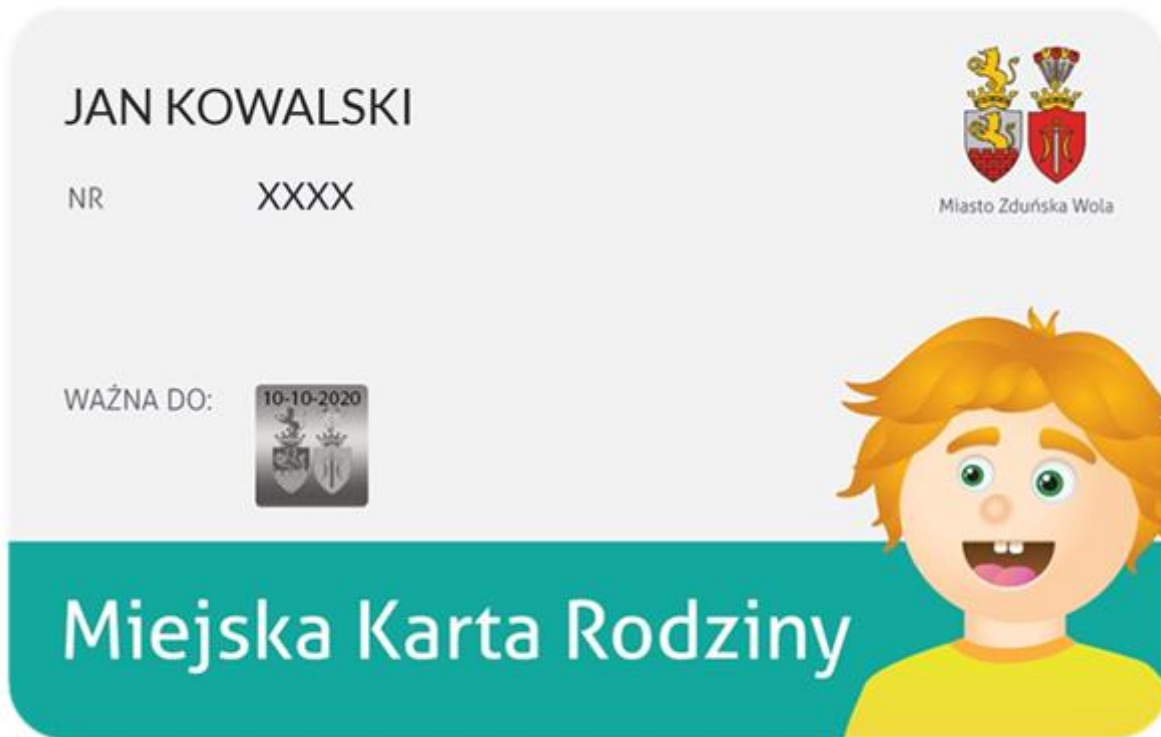 JAN KOWALSKI
NR XXXX
Miasto Zduńska Wola
WAŻNA DO: 10-10-2020
Miejska Karta Rodziny